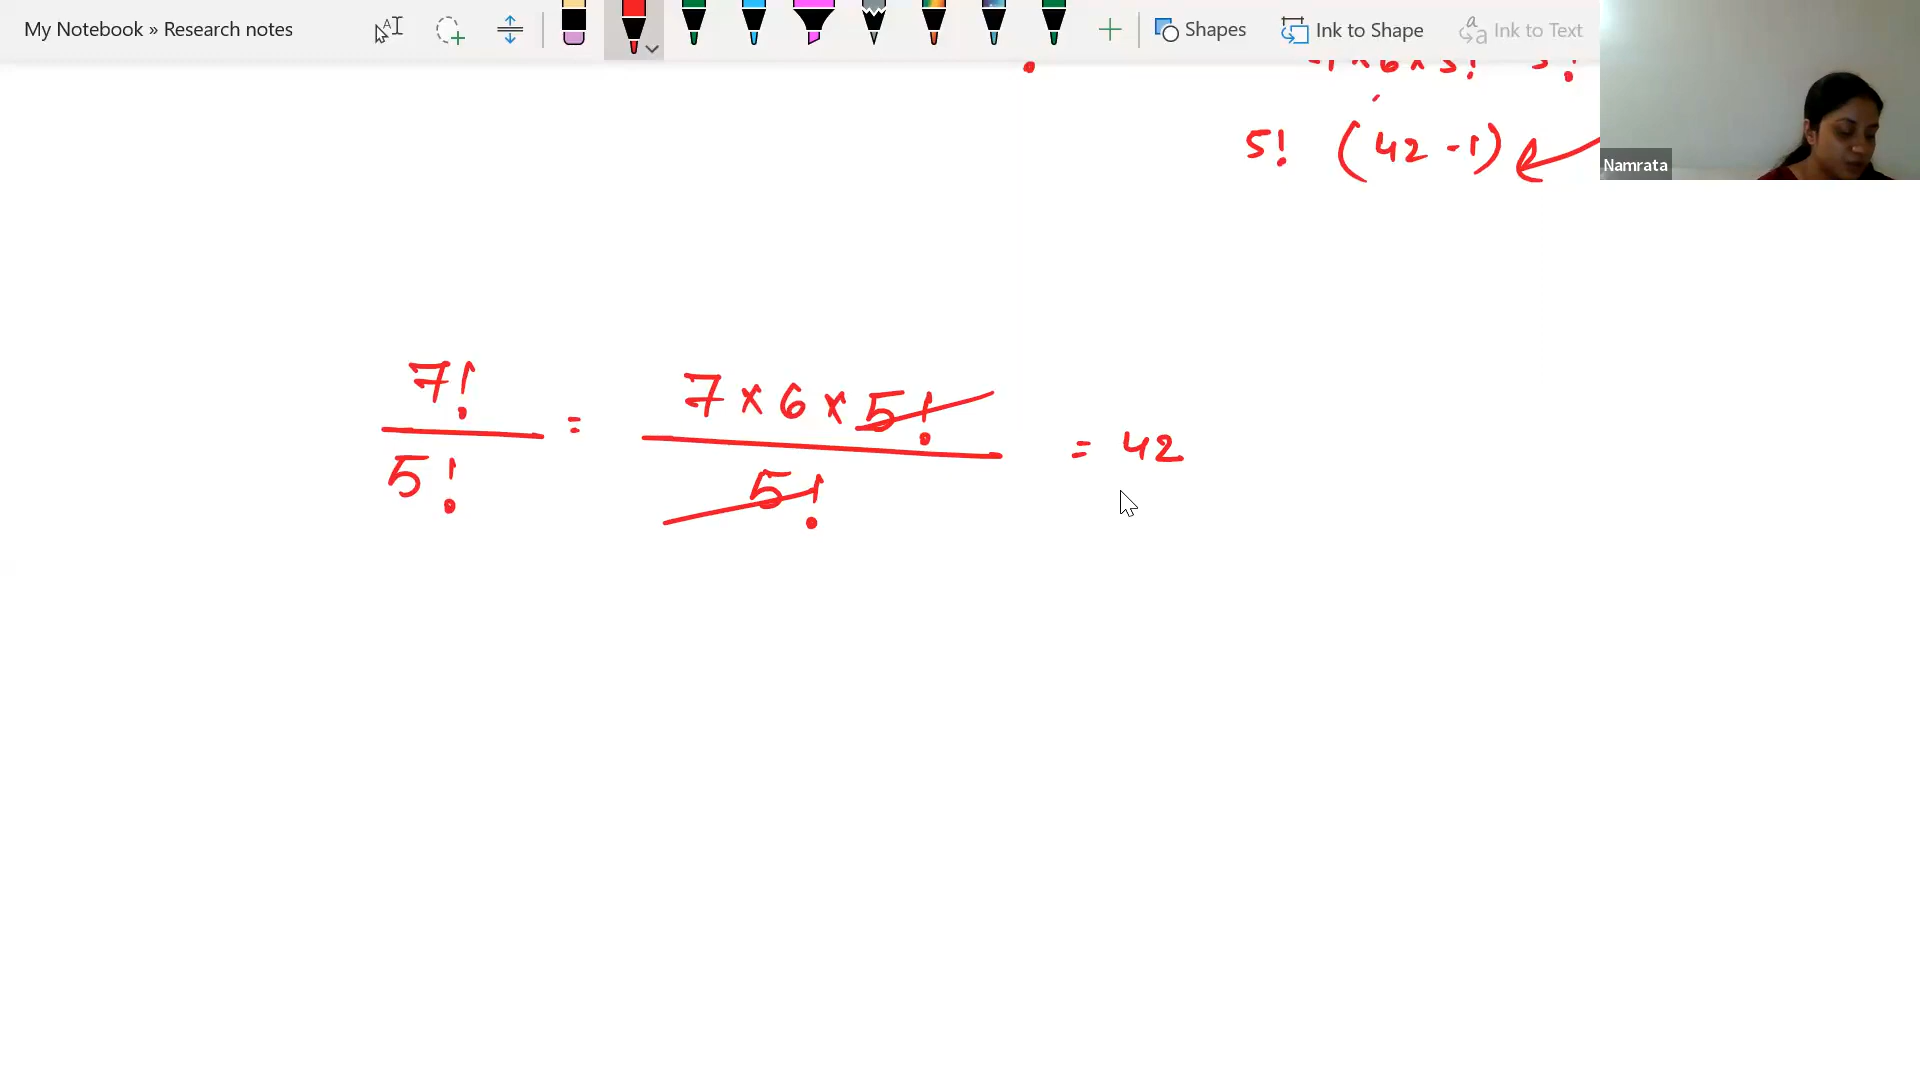 My Notebook » Research notes
Shapes
Ink to Shape
Ink to Text
Namrata
5! (42 - 1)
7! / 5! = 7 × 6 × 5! / 5! = 42